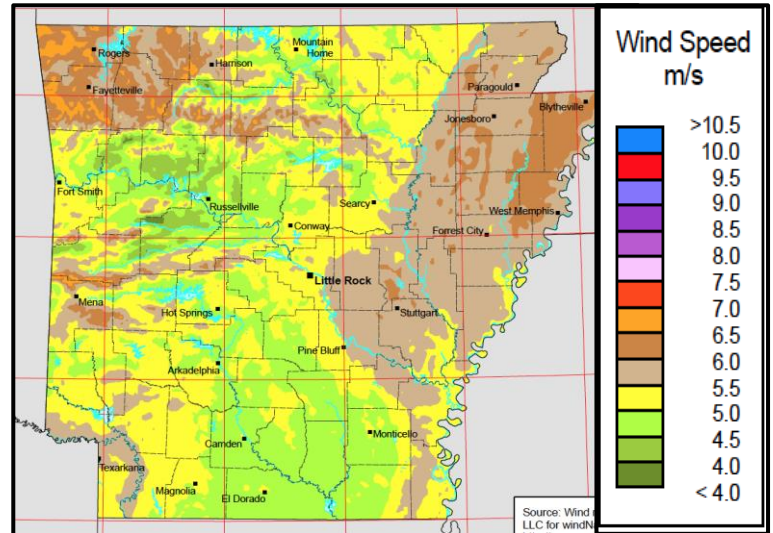 Rogers
Harrison
Mountain
Home
Fayetteville
Paragould
Blytheville
Jonesboro
Fort Smith
Russellville
Searcy
West Memphis
Conway
Forrest City
Little Rock
Mena
Hot Springs
Stuttgart
Pine Bluff
Arkadelphia
Camden
Monticello
Texarkana
Magnolia
El Dorado
Source: Wind
LLC for windN
Wind Speed
m/s
>10.5
10.0
9.5
9.0
8.5
8.0
7.5
7.0
6.5
6.0
5.5
5.0
4.5
4.0
< 4.0